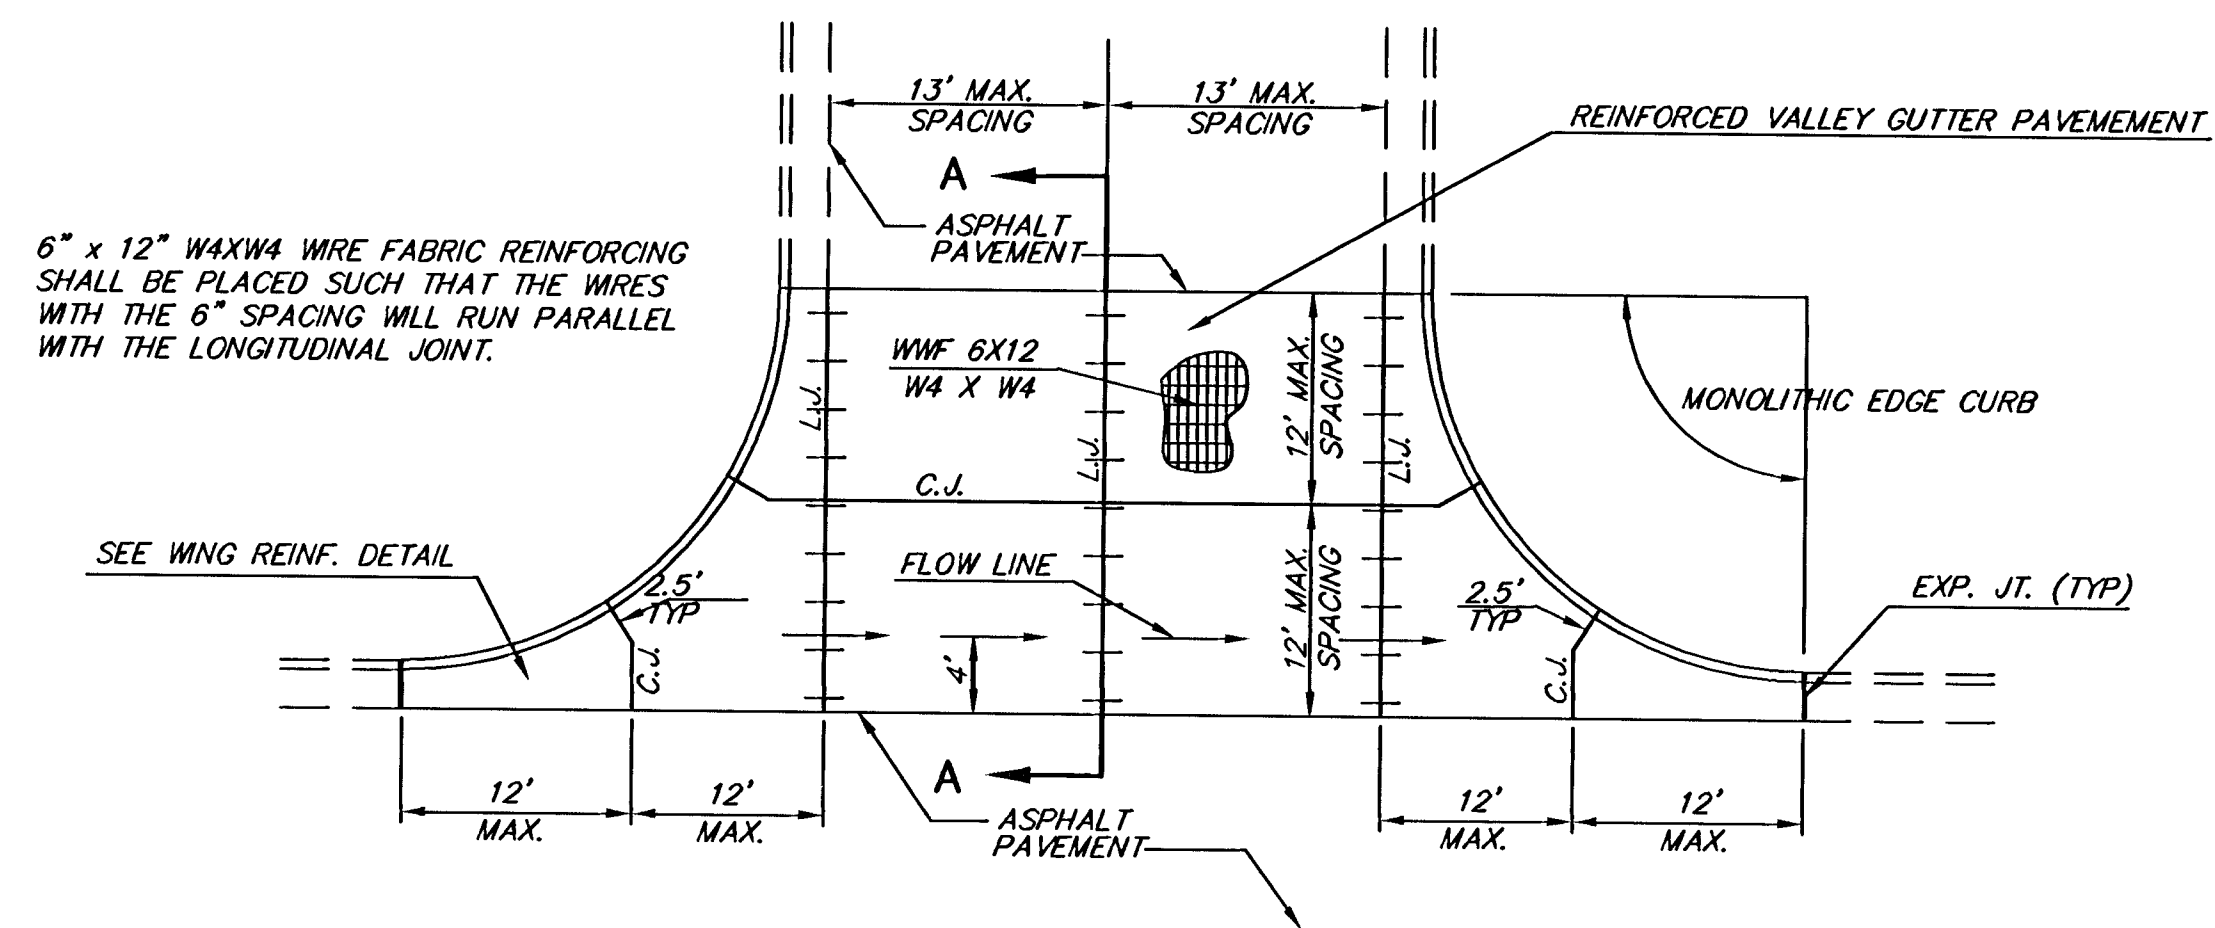 13' MAX.
SPACING
13' MAX.
SPACING
REINFORCED VALLEY GUTTER PAVEMEMENT
A
ASPHALT
PAVEMENT
6" x 12" W4XW4 WIRE FABRIC REINFORCING
SHALL BE PLACED SUCH THAT THE WIRES
WITH THE 6" SPACING WILL RUN PARALLEL
WITH THE LONGITUDINAL JOINT.
WWF 6X12
W4 X W4
12' MAX.
SPACING
MONOLITHIC EDGE CURB
L.J.
L.J.
L.J.
C.J.
SEE WING REINF. DETAIL
2.5'
TYP
FLOW LINE
12' MAX.
SPACING
2.5'
TYP
EXP. JT. (TYP)
C.J.
4'
C.J.
A
12'
MAX.
12'
MAX.
ASPHALT
PAVEMENT
12'
MAX.
12'
MAX.